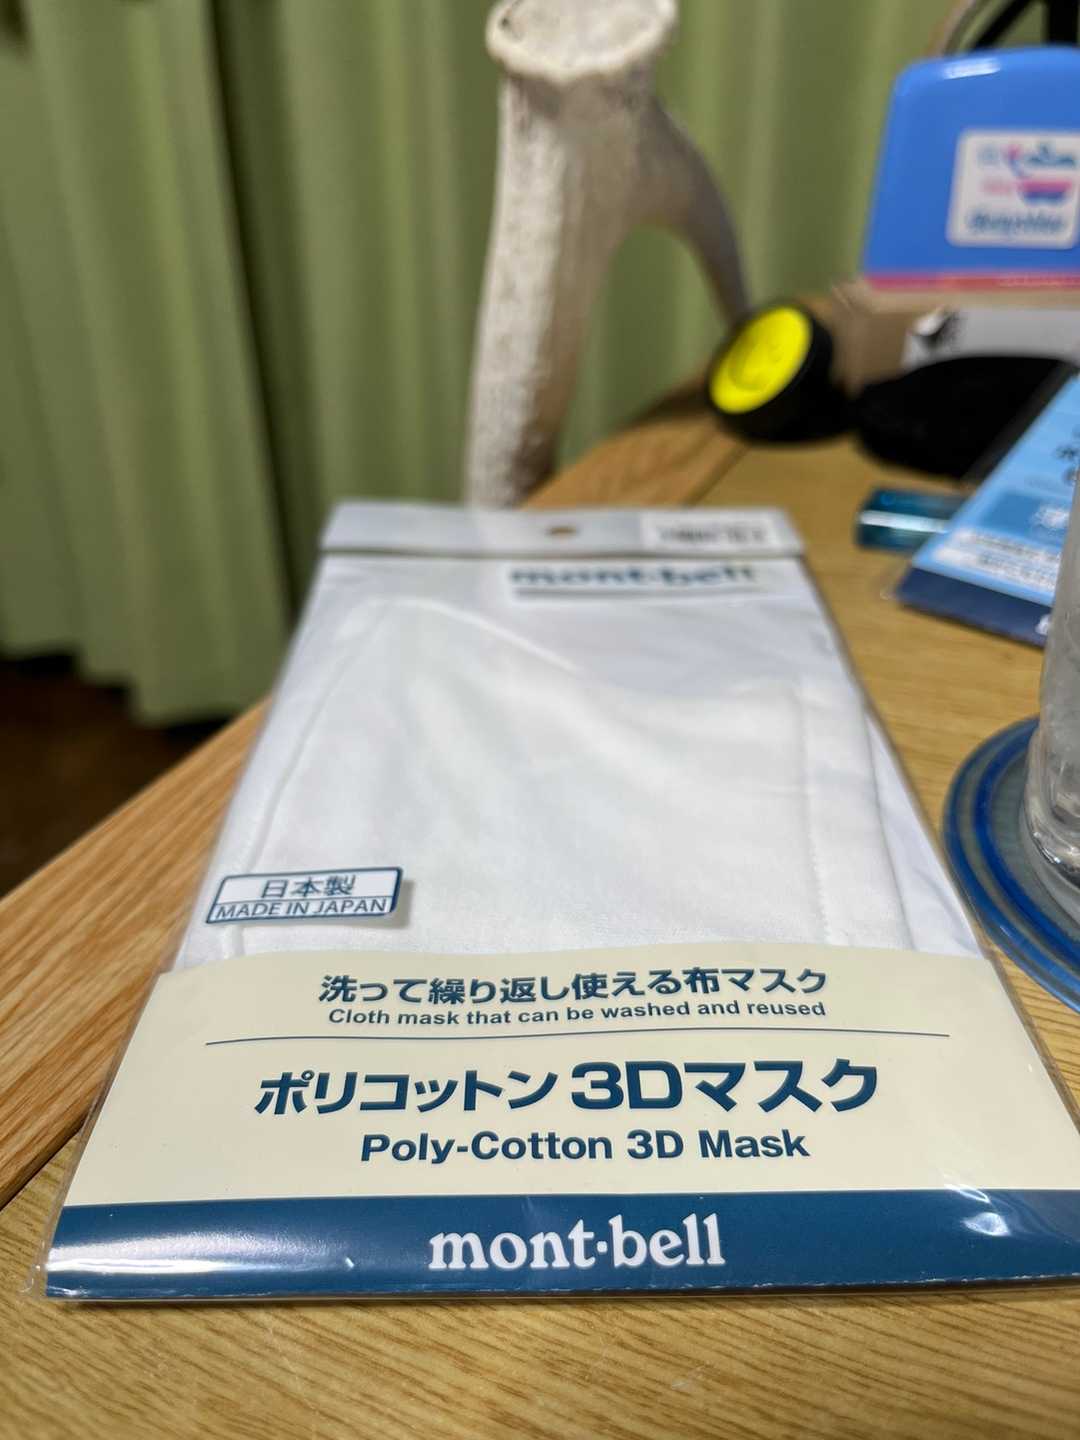 mont·bell
日本製
MADE IN JAPAN
洗って繰り返し使える布マスク
Cloth mask that can be washed and reused
ポリコットン 3Dマスク
Poly-Cotton 3D Mask
mont·bell